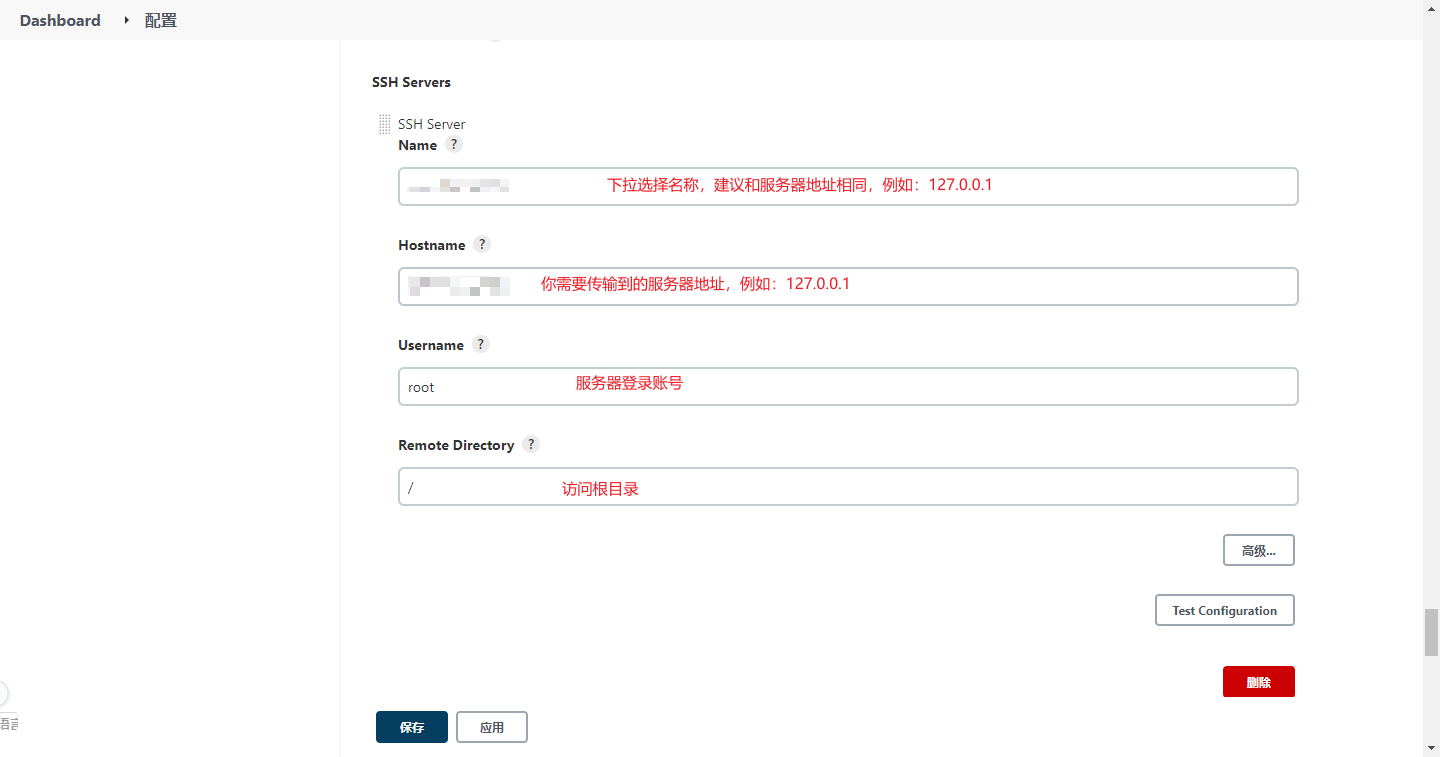 Dashboard 配置
SSH Servers
SSH Server
Name ?
下拉选择名称，建议和服务器地址相同，例如：127.0.0.1
Hostname ?
你需要传输到的服务器地址，例如：127.0.0.1
Username ?
root 服务器登录账号
Remote Directory ?
/ 访问根目录
高级...
Test Configuration
删除
语言
保存 应用